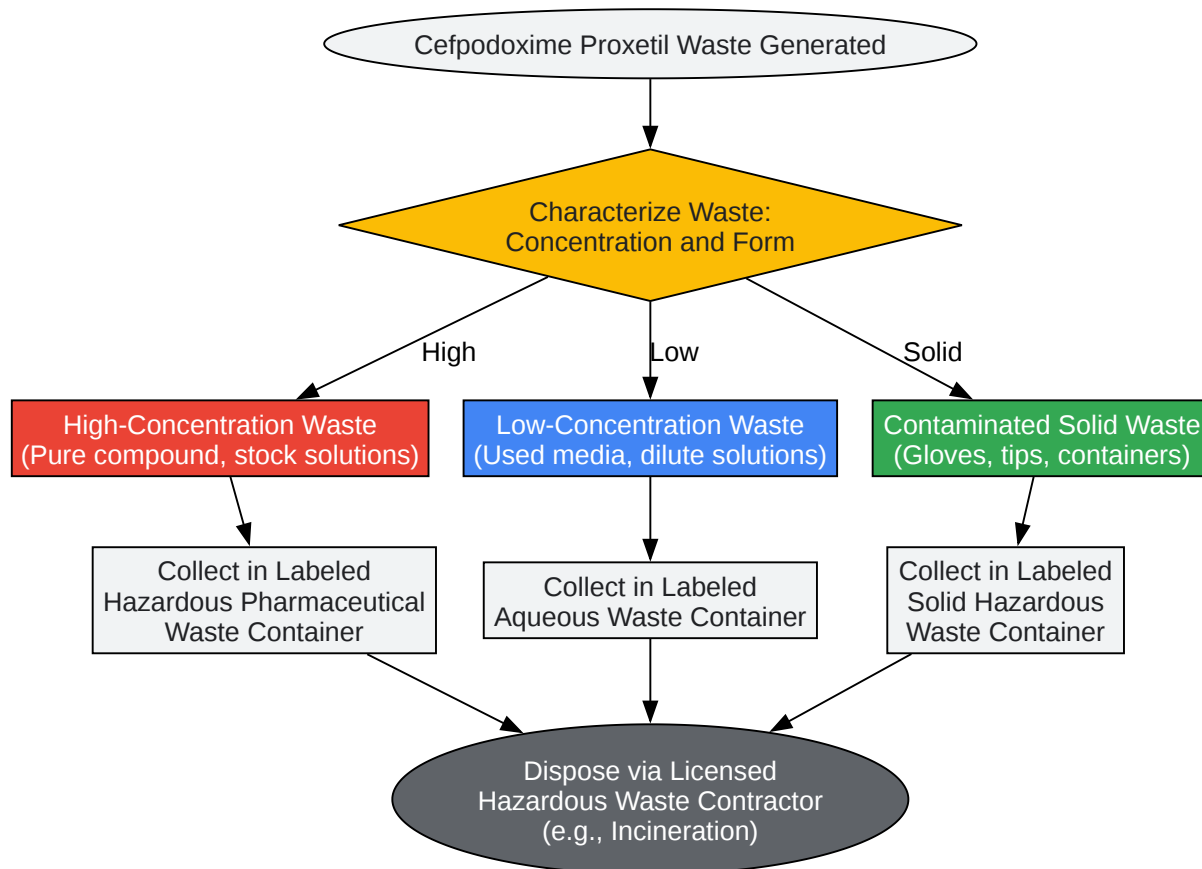 Cefpodoxime Proxetil Waste Generated
Characterize Waste:
Concentration and Form
High
Low
Solid
High-Concentration Waste
(Pure compound, stock solutions)
Low-Concentration Waste
(Used media, dilute solutions)
Contaminated Solid Waste
(Gloves, tips, containers)
Collect in Labeled
Hazardous Pharmaceutical
Waste Container
Collect in Labeled
Aqueous Waste Container
Collect in Labeled
Solid Hazardous
Waste Container
Dispose via Licensed
Hazardous Waste Contractor
(e.g., Incineration)